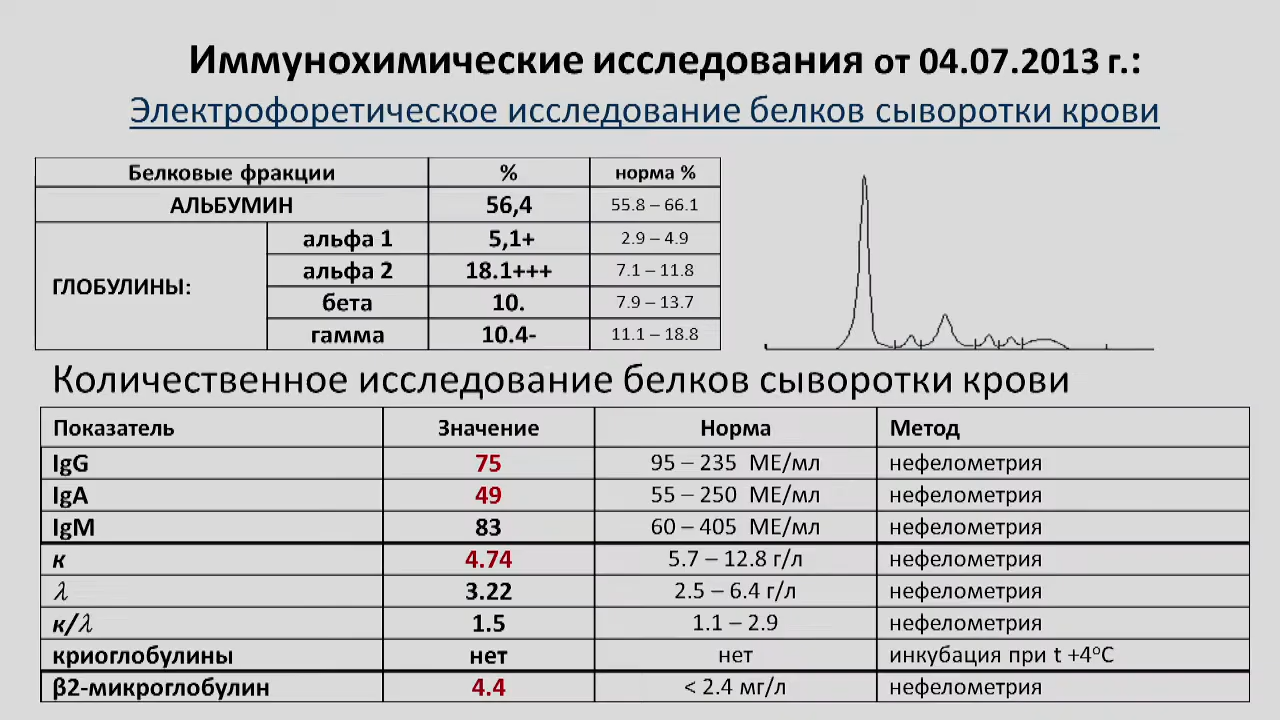 Иммунохимические исследования от 04.07.2013 г.:
Электрофоретическое исследование белков сыворотки крови
Белковые фракции % норма %
АЛЬБУМИН 56,4 55.8 – 66.1
ГЛОБУЛИНЫ:
альфа 1 5,1+ 2.9 – 4.9
альфа 2 18.1+++ 7.1 – 11.8
бета 10. 7.9 – 13.7
гамма 10.4- 11.1 – 18.8
Количественное исследование белков сыворотки крови
Показатель Значение Норма Метод
IgG 75 95 – 235 МЕ/мл нефелометрия
IgA 49 55 – 250 МЕ/мл нефелометрия
IgM 83 60 – 405 МЕ/мл нефелометрия
κ 4.74 5.7 – 12.8 г/л нефелометрия
λ 3.22 2.5 – 6.4 г/л нефелометрия
κ/λ 1.5 1.1 – 2.9 нефелометрия
криоглобулины нет нет инкубация при t +4ºС
β2-микроглобулин 4.4 < 2.4 мг/л нефелометрия